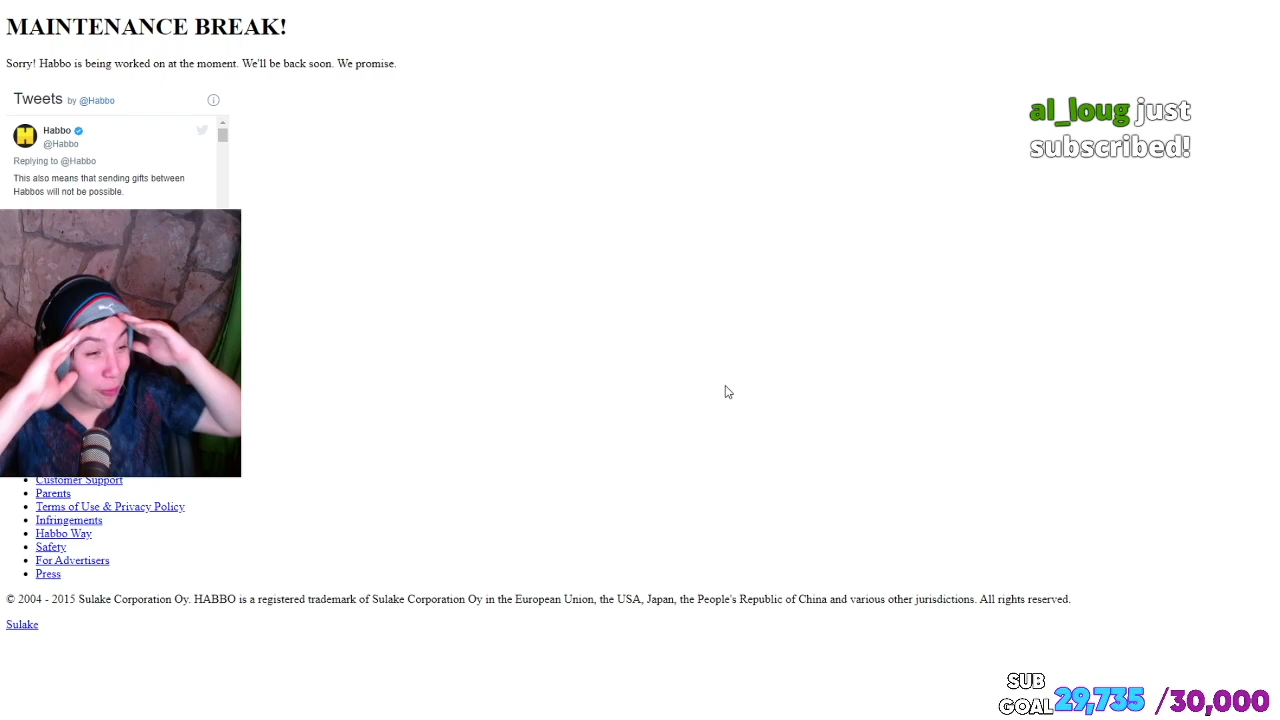 MAINTENANCE BREAK!
Sorry! Habbo is being worked on at the moment. We'll be back soon. We promise.
Tweets by @Habbo
Habbo
@Habbo
Replying to @Habbo
This also means that sending gifts between
Habbos will not be possible.
al_loug just
subscribed!
Customer Support
Parents
Terms of Use & Privacy Policy
Infringements
Habbo Way
Safety
For Advertisers
Press
© 2004 - 2015 Sulake Corporation Oy. HABBO is a registered trademark of Sulake Corporation Oy in the European Union, the USA, Japan, the People's Republic of China and various other jurisdictions. All rights reserved.
Sulake
SUB
GOAL 29,735 /30,000